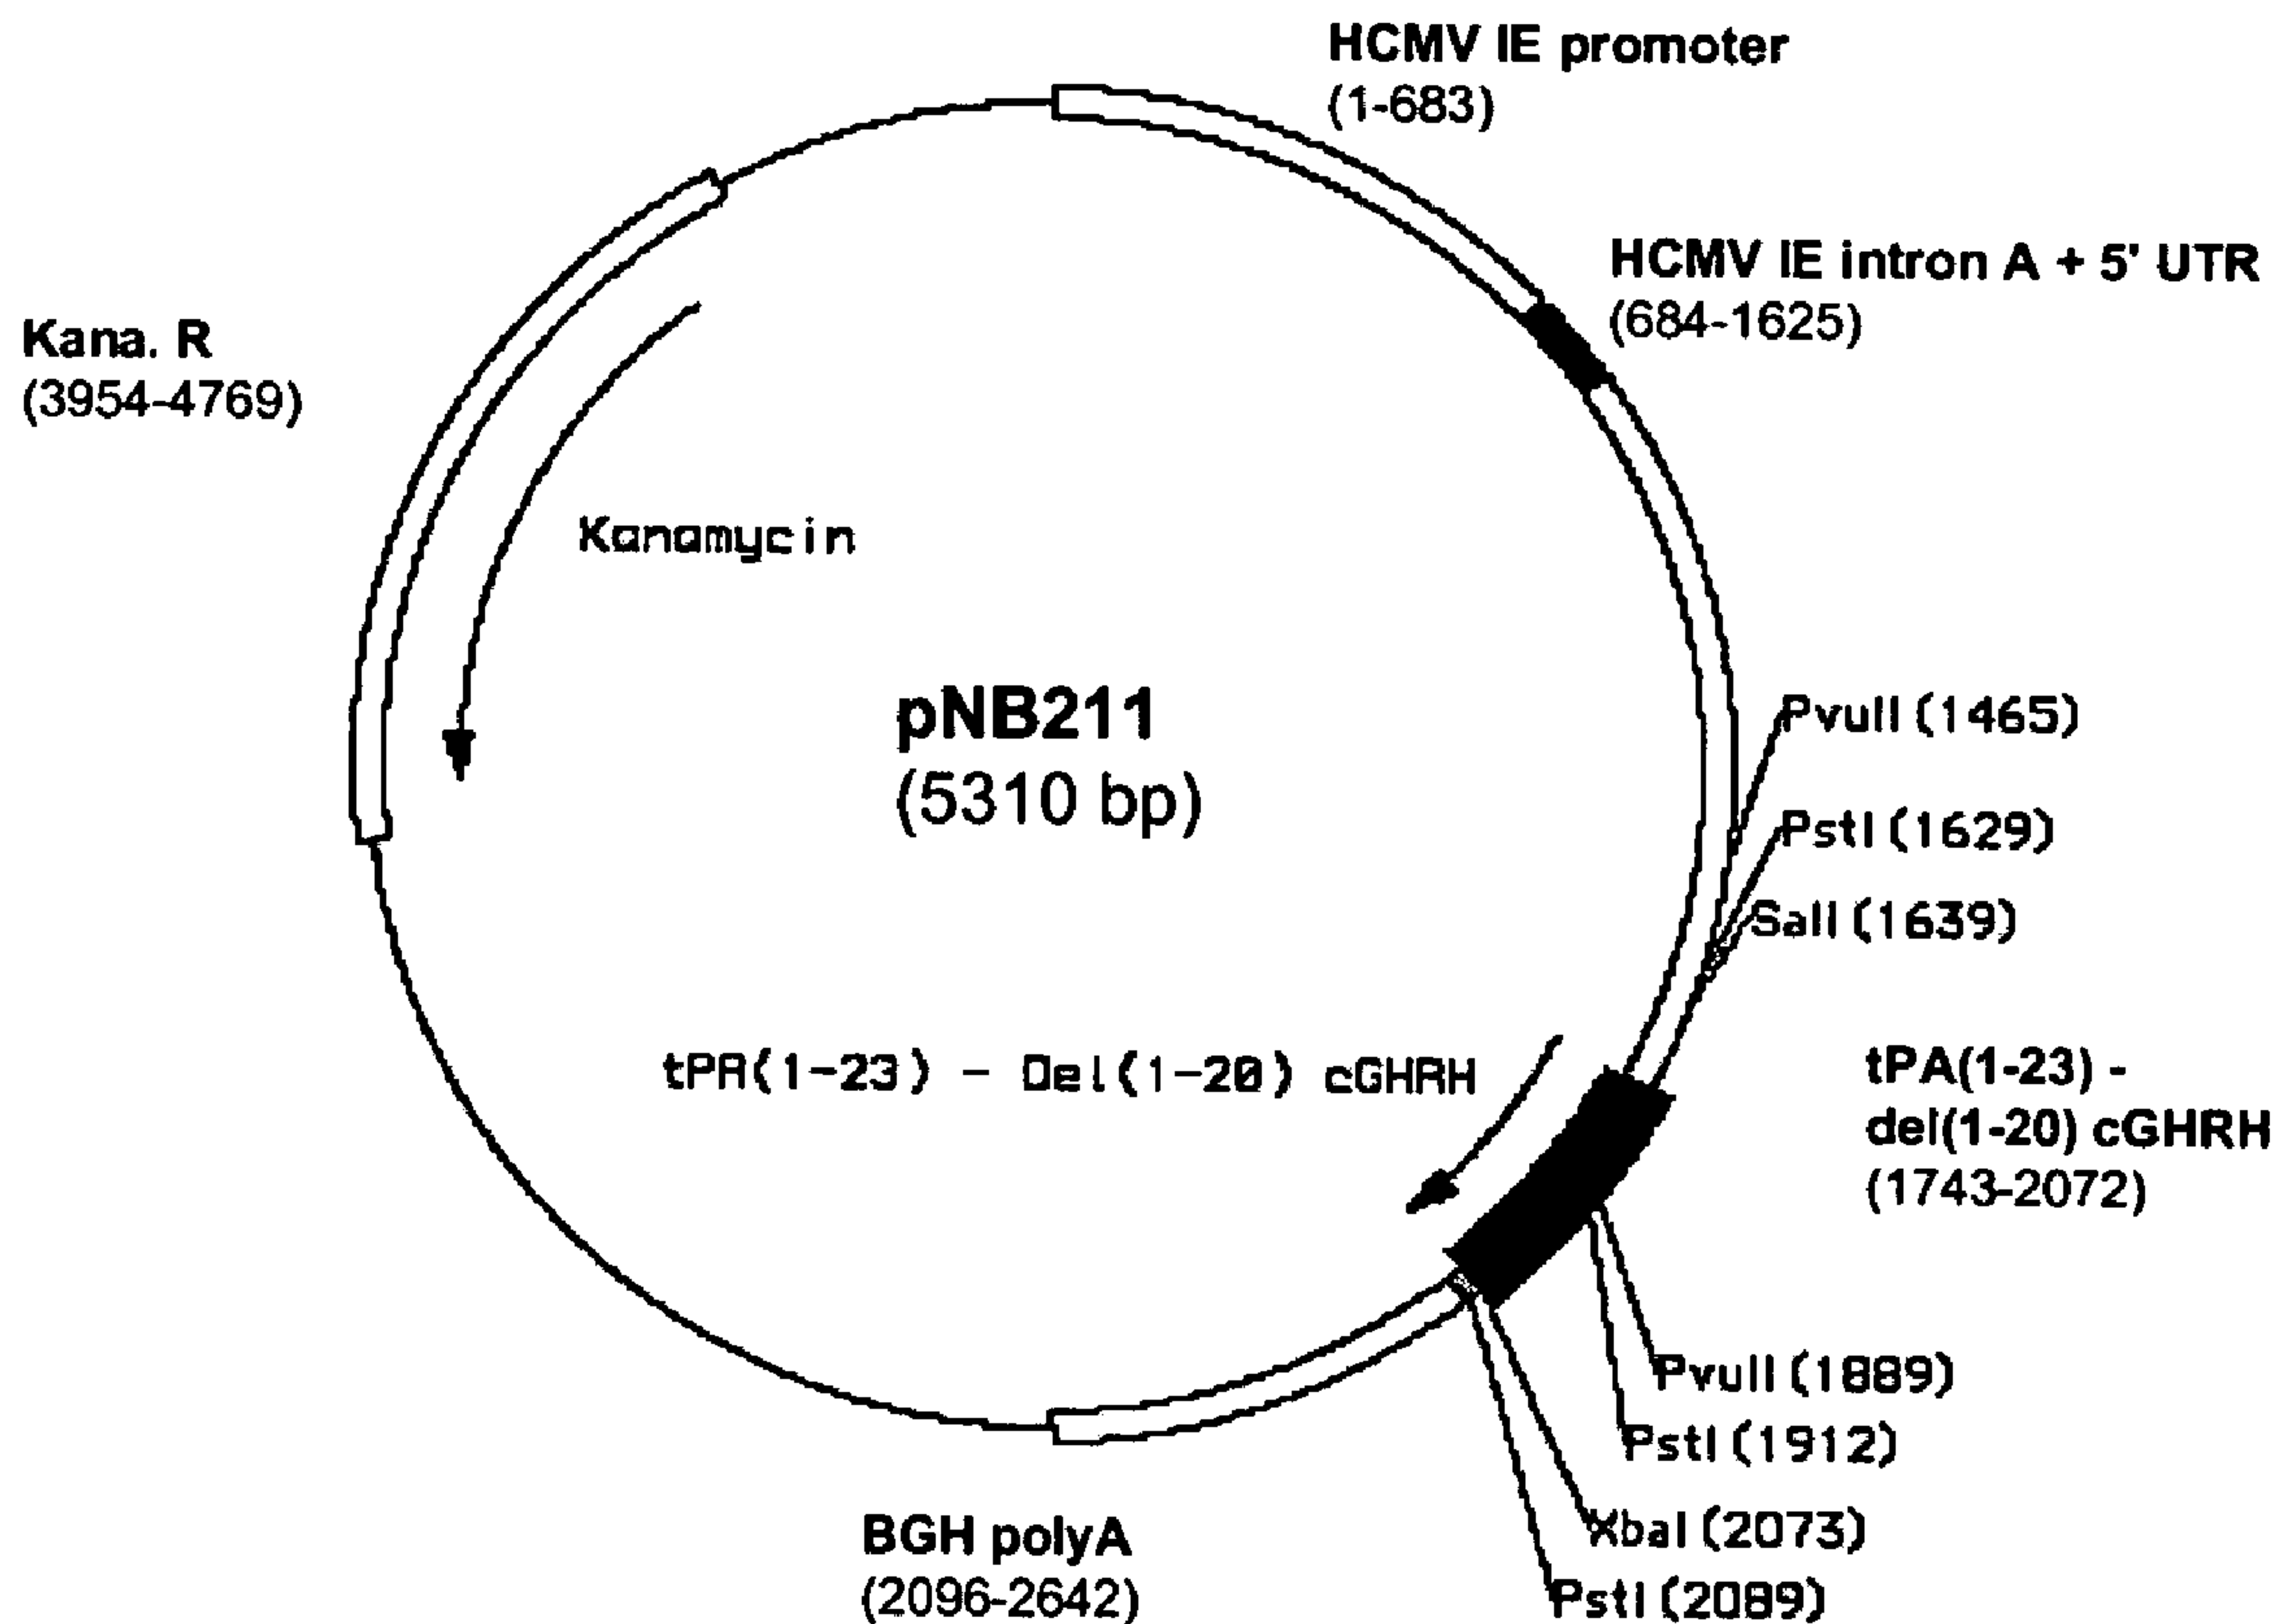 HCMV IE promoter
(1-683)
HCMV IE intron A + 5' UTR
(684-1625)
Kana. R
(3954-4769)
Kanamycin
pNB211
(5310 bp)
PvuII (1465)
PstI (1629)
SalI (1639)
tPA(1-23) - Del(1-20) cGHRH
tPA(1-23) -
del(1-20) cGHRH
(1743-2072)
PvuII (1889)
PstI (1912)
XbaI (2073)
PstI (2089)
BGH polyA
(2096-2642)